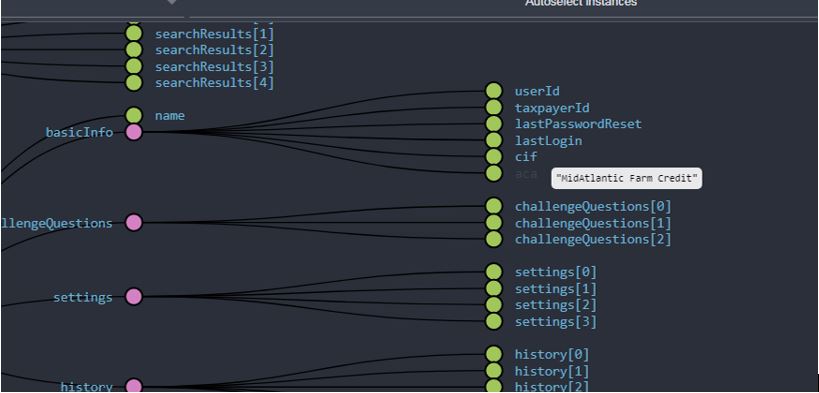 Autoselect Instances
searchResults[1]
searchResults[2]
searchResults[3]
searchResults[4]
name
basicInfo
userId
taxpayerId
lastPasswordReset
lastLogin
cif
aca
"MidAtlantic Farm Credit"
llengeQuestions
challengeQuestions[0]
challengeQuestions[1]
challengeQuestions[2]
settings
settings[0]
settings[1]
settings[2]
settings[3]
history
history[0]
history[1]
history[2]